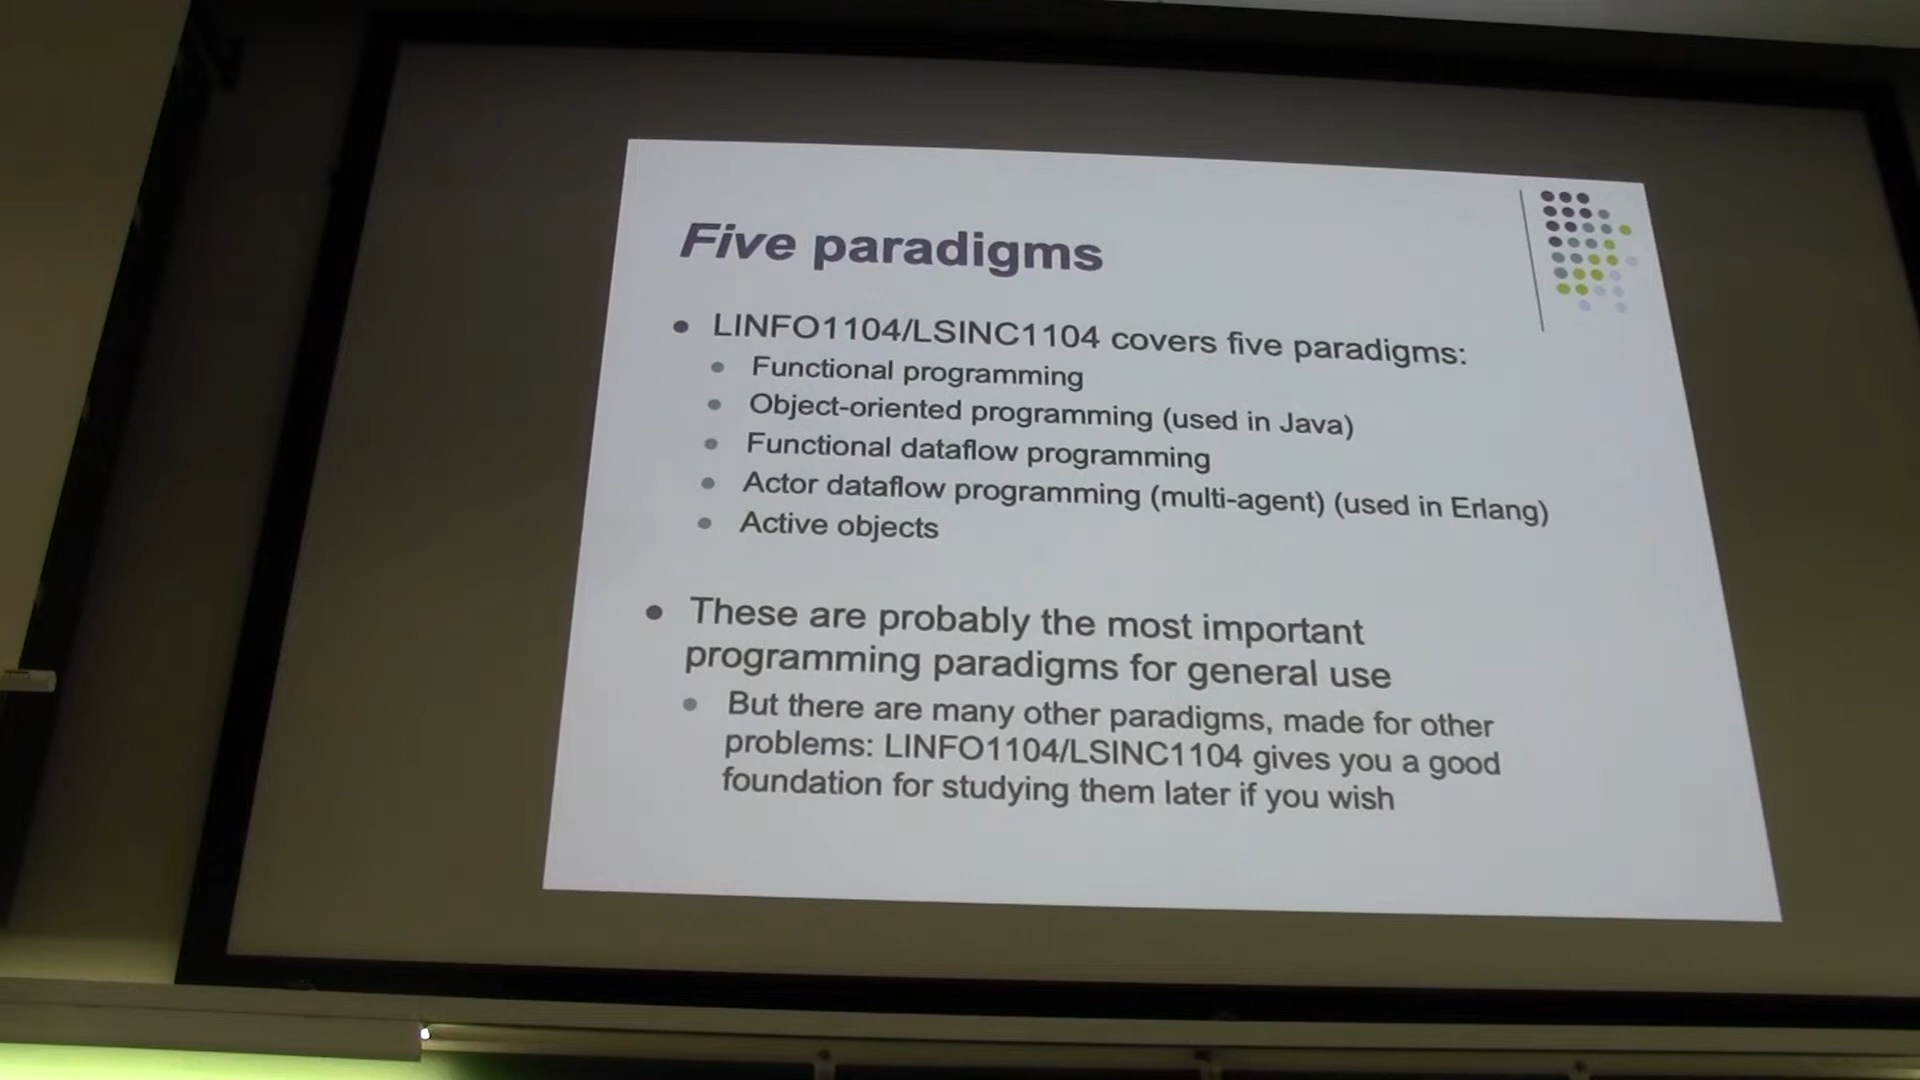 Five paradigms
LINFO1104/LSINC1104 covers five paradigms:
Functional programming
Object-oriented programming (used in Java)
Functional dataflow programming
Actor dataflow programming (multi-agent) (used in Erlang)
Active objects
These are probably the most important
programming paradigms for general use
But there are many other paradigms, made for other
problems: LINFO1104/LSINC1104 gives you a good
foundation for studying them later if you wish